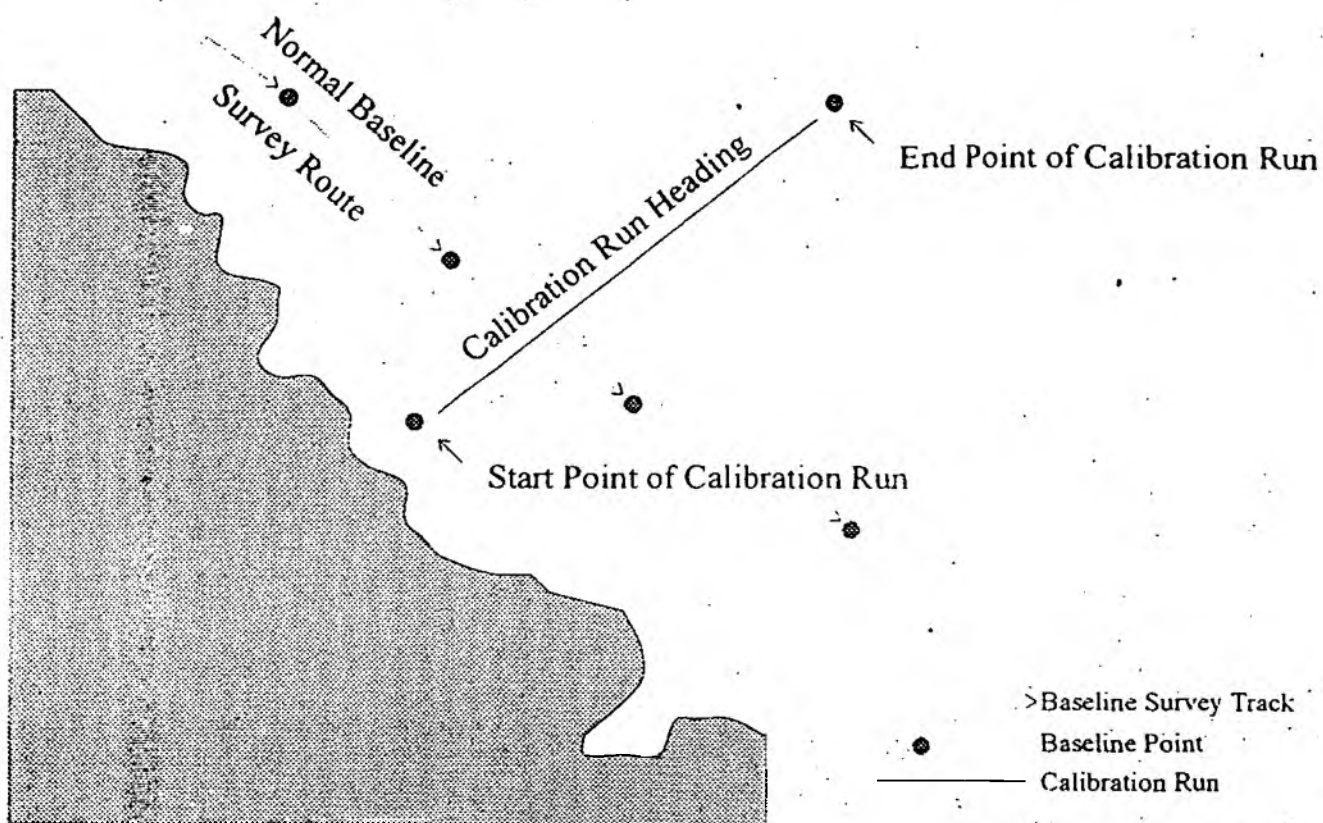 Normal Baseline
Survey Route
Calibration Run Heading
End Point of Calibration Run
Start Point of Calibration Run
>Baseline Survey Track
Baseline Point
Calibration Run